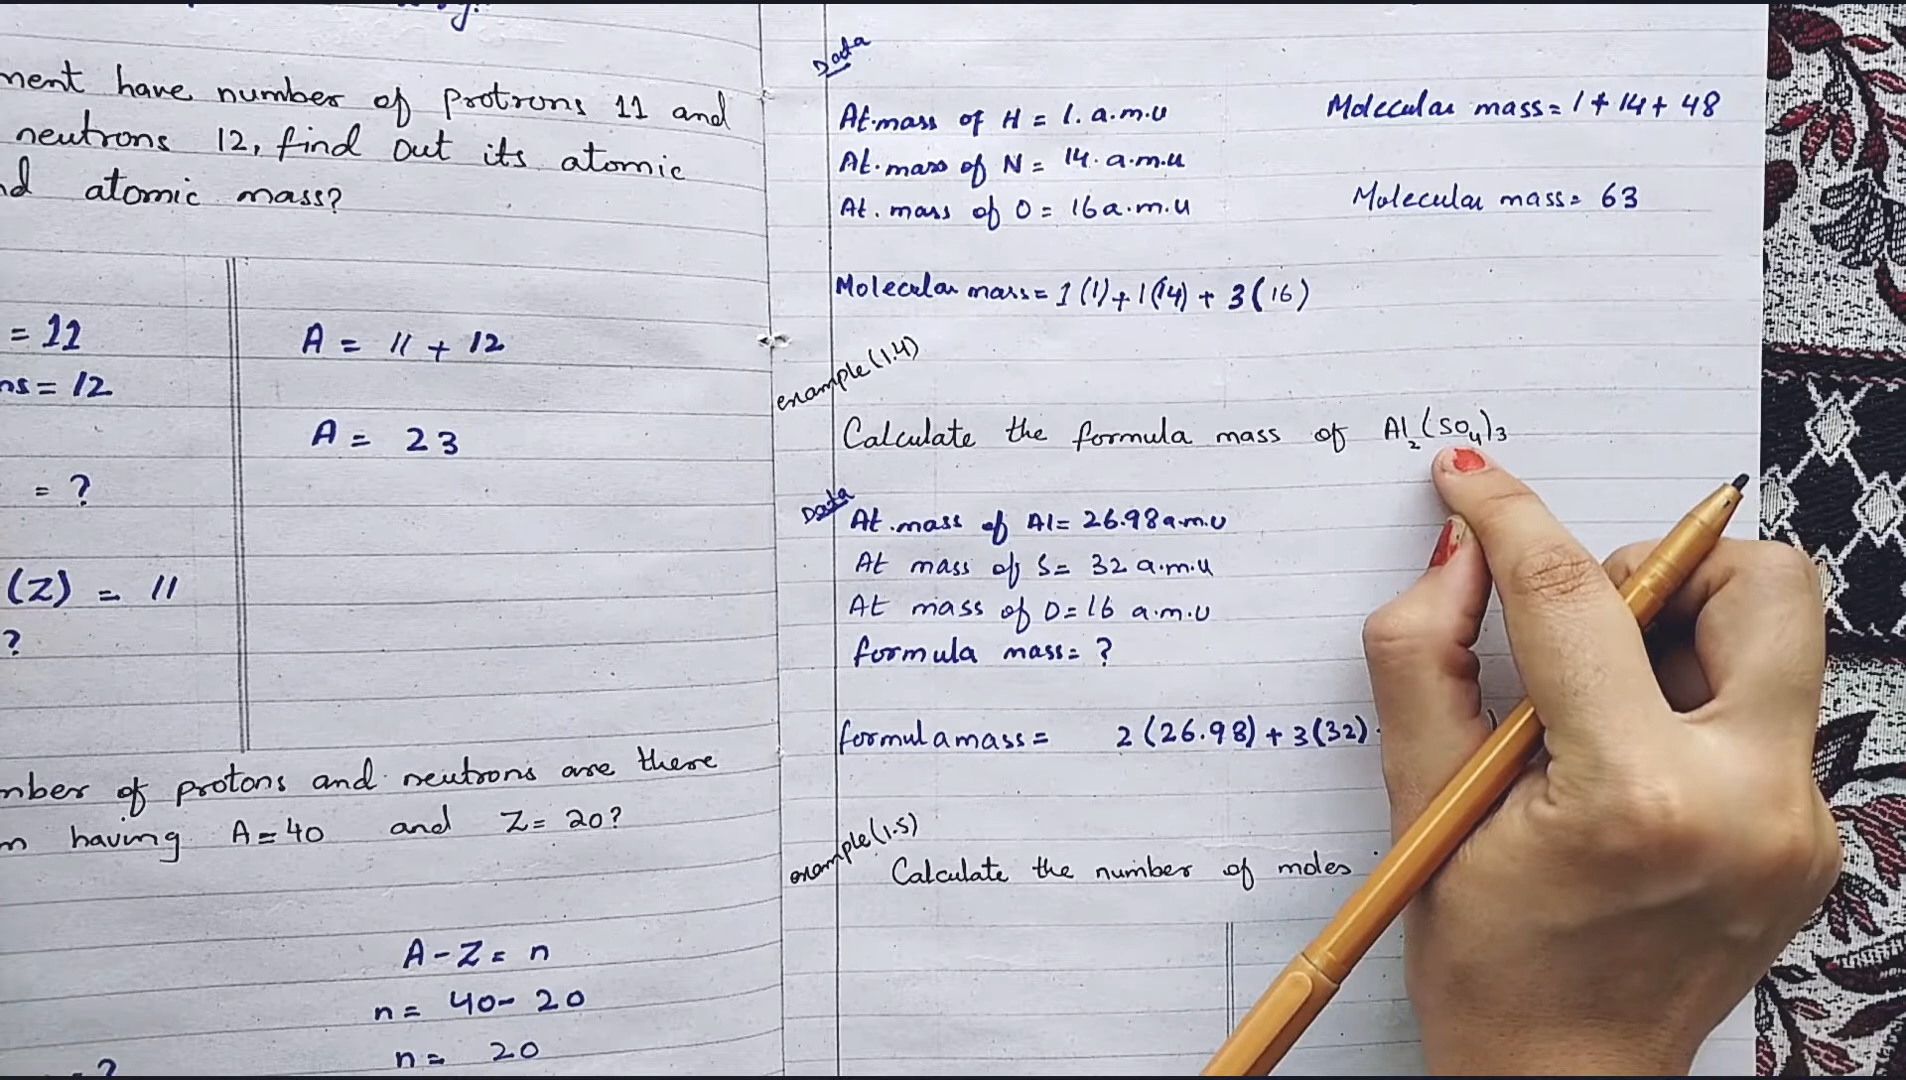 have number of protrons 11 and
neutrons 12, find out its atomic
atomic mass?
= 11
= 12
= ?
(Z) = 11
?
A = 11 + 12
A = 23
of protons and neutrons are there
having A = 40 and Z = 20?
A - Z = n
n = 40 - 20
n = 20
Data
At.mass of H = 1. a.m.u
At.mass of N = 14. a.m.u
At. mass of O = 16 a.m.u
Molecular mass = 1 + 14 + 48
Molecular mass = 63
Molecular mass = 1 (1) + 1(14) + 3 (16)
example (1.4)
Calculate the formula mass of Al₂(SO₄)₃
Data
At.mass of Al = 26.98 a.m.u
At mass of S = 32 a.m.u
At mass of O = 16 a.m.u
formula mass = ?
formula mass = 2 (26.98) + 3 (32)
example (1.5)
Calculate the number of moles